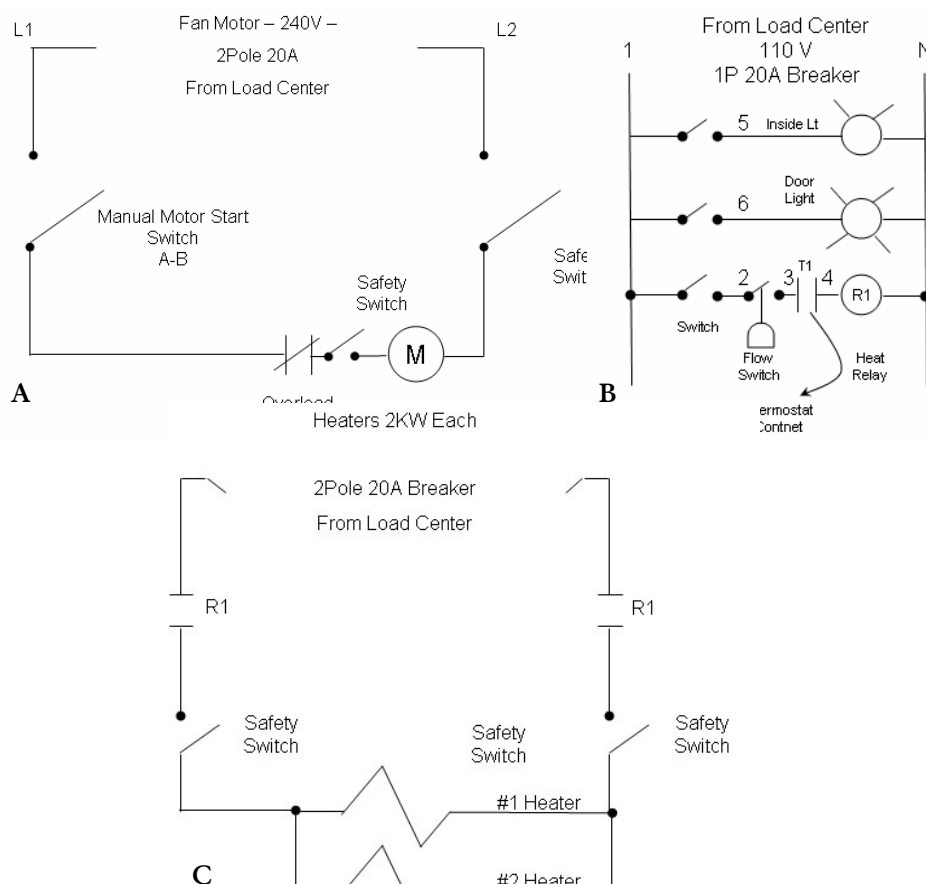 L1
Fan Motor – 240V –
2Pole 20A
From Load Center
L2
Manual Motor Start
Switch
A-B
Safety
Switch
M
A
From Load Center
110 V
1P 20A Breaker
1
N
5 Inside Lt
Door
Light
6
T1
2 3 4
R1
Switch
Flow
Switch
Heat
Relay
B
Heaters 2KW Each
2Pole 20A Breaker
From Load Center
R1
R1
Safety
Switch
Safety
Switch
Safety
Switch
#1 Heater
#2 Heater
C